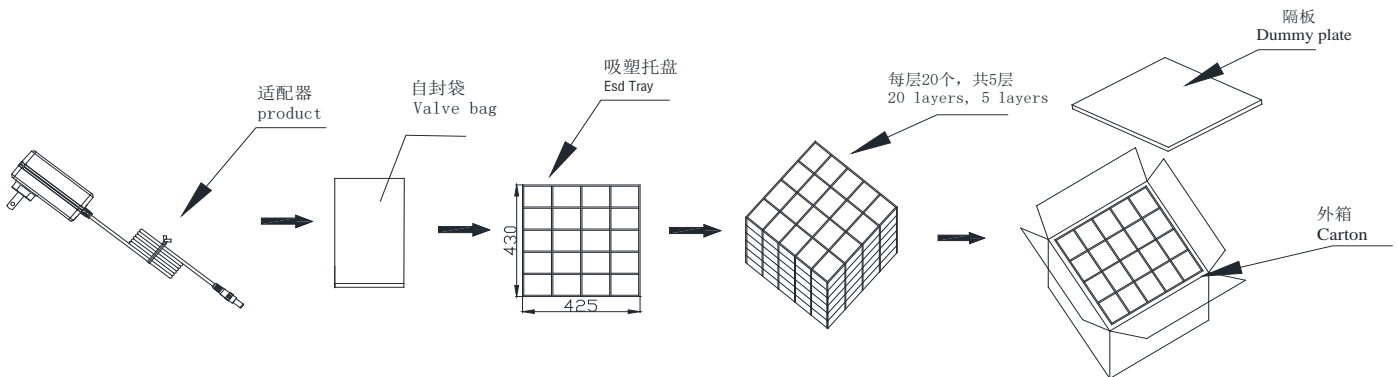 适配器
product
自封袋
Valve bag
吸塑托盘
Esd Tray
430
425
每层20个，共5层
20 layers, 5 layers
隔板
Dummy plate
外箱
Carton